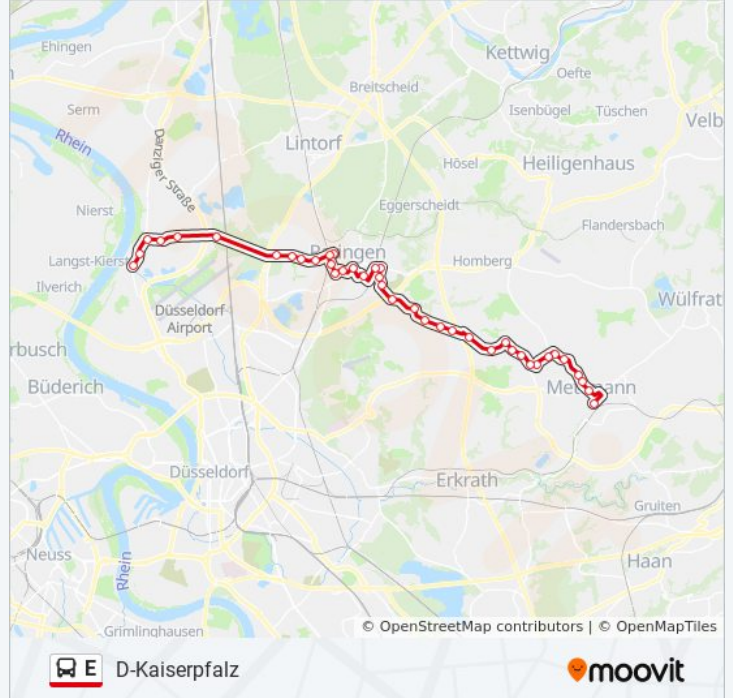 Ehingen
Kettwig
Oefte
Breitscheid
Serm
Isenbügel
Tüschen
Velb
Rhein
Danziger Straße
Lintorf
Hösel
Heiligenhaus
Eggerscheidt
Nierst
Flandersbach
Langst-Kierst
Homberg
Ilverich
Wülfrat
Düsseldorf
Airport
rbusch
Büderich
Düsseldorf
Erkrath
Gruiten
Neuss
Rhein
Haan
Grimlinghausen
© OpenStreetMap contributors | © OpenMapTiles
E D-Kaiserpfalz
moovit